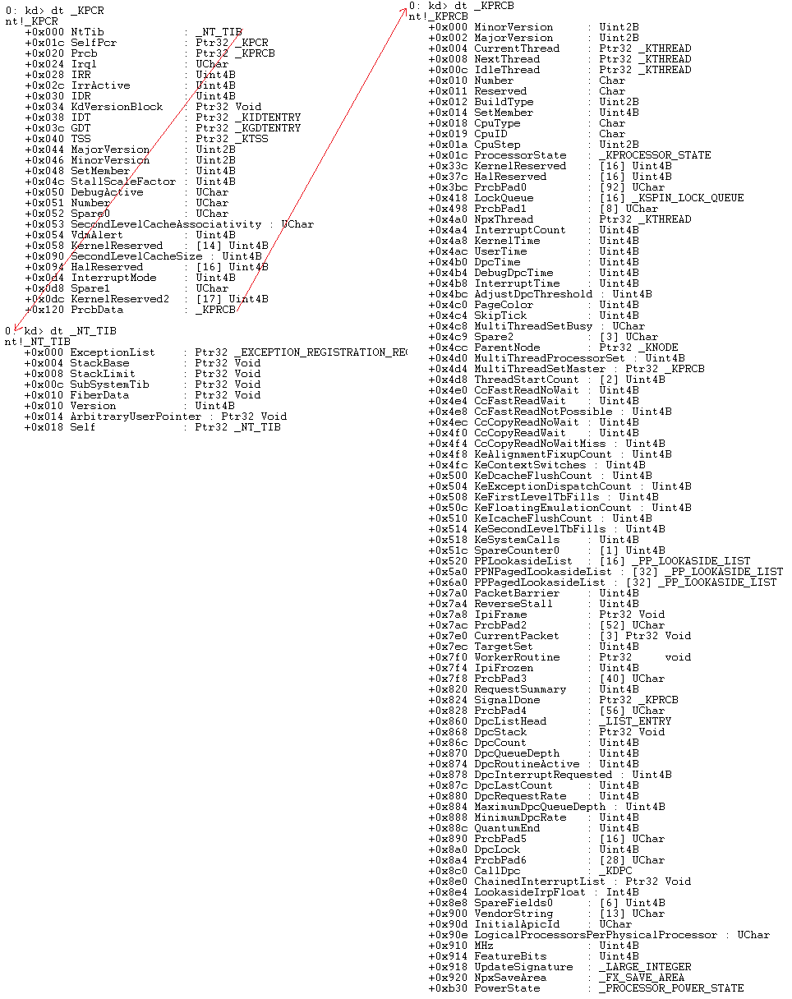 0: kd> dt _KPCR
nt!_KPCR
+0x000 NtTib : _NT_TIB
+0x01c SelfPcr : Ptr32 _KPCR
+0x020 Prcb : Ptr32 _KPRCB
+0x024 Irql : UChar
+0x028 IRR : Uint4B
+0x02c IrrActive : Uint4B
+0x030 IDR : Uint4B
+0x034 KdVersionBlock : Ptr32 Void
+0x038 IDT : Ptr32 _KIDTENTRY
+0x03c GDT : Ptr32 _KGDTENTRY
+0x040 TSS : Ptr32 _KTSS
+0x044 MajorVersion : Uint2B
+0x046 MinorVersion : Uint2B
+0x048 SetMember : Uint4B
+0x04c StallScaleFactor : Uint4B
+0x050 DebugActive : UChar
+0x051 Number : UChar
+0x052 Spare0 : UChar
+0x053 SecondLevelCacheAssociativity : UChar
+0x054 VdmAlert : Uint4B
+0x058 KernelReserved : [14] Uint4B
+0x090 SecondLevelCacheSize : Uint4B
+0x094 HalReserved : [16] Uint4B
+0x0d4 InterruptMode : Uint4B
+0x0d8 Spare1 : UChar
+0x0dc KernelReserved2 : [17] Uint4B
+0x120 PrcbData : _KPRCB
0: kd> dt _NT_TIB
nt!_NT_TIB
+0x000 ExceptionList : Ptr32 _EXCEPTION_REGISTRATION_REC
+0x004 StackBase : Ptr32 Void
+0x008 StackLimit : Ptr32 Void
+0x00c SubSystemTib : Ptr32 Void
+0x010 FiberData : Ptr32 Void
+0x010 Version : Uint4B
+0x014 ArbitraryUserPointer : Ptr32 Void
+0x018 Self : Ptr32 _NT_TIB
0: kd> dt _KPRCB
nt!_KPRCB
+0x000 MinorVersion : Uint2B
+0x002 MajorVersion : Uint2B
+0x004 CurrentThread : Ptr32 _KTHREAD
+0x008 NextThread : Ptr32 _KTHREAD
+0x00c IdleThread : Ptr32 _KTHREAD
+0x010 Number : Char
+0x011 Reserved : Char
+0x012 BuildType : Uint2B
+0x014 SetMember : Uint4B
+0x018 CpuType : Char
+0x019 CpuID : Char
+0x01a CpuStep : Uint2B
+0x01c ProcessorState : _KPROCESSOR_STATE
+0x33c KernelReserved : [16] Uint4B
+0x37c HalReserved : [16] Uint4B
+0x3bc PrcbPad0 : [92] UChar
+0x418 LockQueue : [16] _KSPIN_LOCK_QUEUE
+0x498 PrcbPad1 : [8] UChar
+0x4a0 NpxThread : Ptr32 _KTHREAD
+0x4a4 InterruptCount : Uint4B
+0x4a8 KernelTime : Uint4B
+0x4ac UserTime : Uint4B
+0x4b0 DpcTime : Uint4B
+0x4b4 DebugDpcTime : Uint4B
+0x4b8 InterruptTime : Uint4B
+0x4bc AdjustDpcThreshold : Uint4B
+0x4c0 PageColor : Uint4B
+0x4c4 SkipTick : Uint4B
+0x4c8 MultiThreadSetBusy : UChar
+0x4c9 Spare2 : [3] UChar
+0x4cc ParentNode : Ptr32 _KNODE
+0x4d0 MultiThreadProcessorSet : Uint4B
+0x4d4 MultiThreadSetMaster : Ptr32 _KPRCB
+0x4d8 ThreadStartCount : [2] Uint4B
+0x4e0 CcFastReadNoWait : Uint4B
+0x4e4 CcFastReadWait : Uint4B
+0x4e8 CcFastReadNotPossible : Uint4B
+0x4ec CcCopyReadNoWait : Uint4B
+0x4f0 CcCopyReadWait : Uint4B
+0x4f4 CcCopyReadNoWaitMiss : Uint4B
+0x4f8 KeAlignmentFixupCount : Uint4B
+0x4fc KeContextSwitches : Uint4B
+0x500 KeDcacheFlushCount : Uint4B
+0x504 KeExceptionDispatchCount : Uint4B
+0x508 KeFirstLevelTbFills : Uint4B
+0x50c KeFloatingEmulationCount : Uint4B
+0x510 KeIcacheFlushCount : Uint4B
+0x514 KeSecondLevelTbFills : Uint4B
+0x518 KeSystemCalls : Uint4B
+0x51c SpareCounter0 : [1] Uint4B
+0x520 PPLookasideList : [16] _PP_LOOKASIDE_LIST
+0x5a0 PPNPagedLookasideList : [32] _PP_LOOKASIDE_LIST
+0x6a0 PPPagedLookasideList : [32] _PP_LOOKASIDE_LIST
+0x7a0 PacketBarrier : Uint4B
+0x7a4 ReverseStall : Uint4B
+0x7a8 IpiFrame : Ptr32 Void
+0x7ac PrcbPad2 : [52] UChar
+0x7e0 CurrentPacket : [3] Ptr32 Void
+0x7ec TargetSet : Uint4B
+0x7f0 WorkerRoutine : Ptr32 void
+0x7f4 IpiFrozen : Uint4B
+0x7f8 PrcbPad3 : [40] UChar
+0x820 RequestSummary : Uint4B
+0x824 SignalDone : Ptr32 _KPRCB
+0x828 PrcbPad4 : [56] UChar
+0x860 DpcListHead : _LIST_ENTRY
+0x868 DpcStack : Ptr32 Void
+0x86c DpcCount : Uint4B
+0x870 DpcQueueDepth : Uint4B
+0x874 DpcRoutineActive : Uint4B
+0x878 DpcInterruptRequested : Uint4B
+0x87c DpcLastCount : Uint4B
+0x880 DpcRequestRate : Uint4B
+0x884 MaximumDpcQueueDepth : Uint4B
+0x888 MinimumDpcRate : Uint4B
+0x88c QuantumEnd : Uint4B
+0x890 PrcbPad5 : [16] UChar
+0x8a0 DpcLock : Uint4B
+0x8a4 PrcbPad6 : [28] UChar
+0x8c0 CallDpc : _KDPC
+0x8e0 ChainedInterruptList : Ptr32 Void
+0x8e4 LookasideIrpFloat : Int4B
+0x8e8 SpareFields0 : [6] Uint4B
+0x900 VendorString : [13] UChar
+0x90d InitialApicId : UChar
+0x90e LogicalProcessorsPerPhysicalProcessor : UChar
+0x910 MHz : Uint4B
+0x914 FeatureBits : Uint4B
+0x918 UpdateSignature : _LARGE_INTEGER
+0x920 NpxSaveArea : _FX_SAVE_AREA
+0xb30 PowerState : _PROCESSOR_POWER_STATE